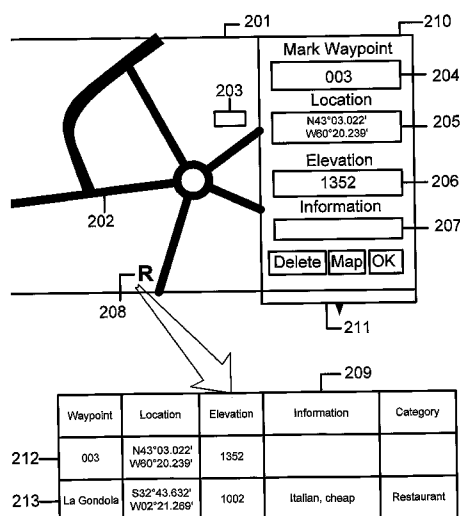 201
210
Mark Waypoint
203
003
204
Location
N43°03.022'
W60°20.239'
205
Elevation
1352
206
202
Information
207
Delete Map OK
R
208
211
209
Waypoint Location Elevation Information Category
212
003
N43°03.022'
W60°20.239'
1352
213
La Gondola
S32°43.632'
W02°21.269'
1002
Italian, cheap
Restaurant